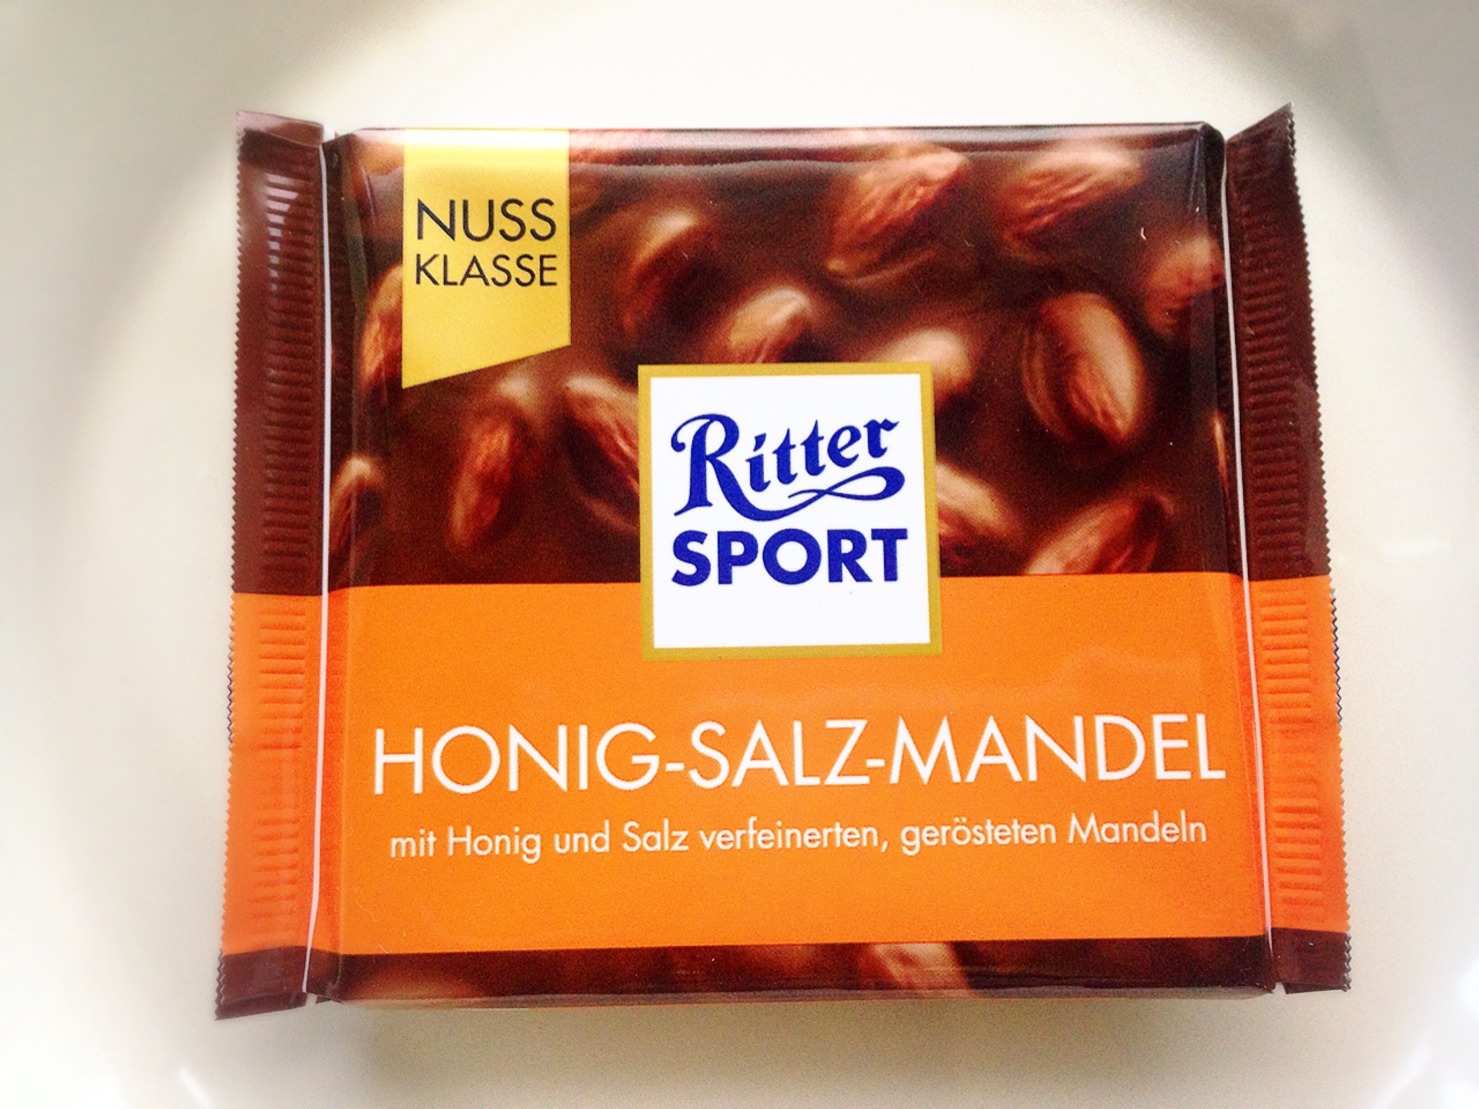 NUSS
KLASSE
Ritter
SPORT
HONIG-SALZ-MANDEL
mit Honig und Salz verfeinerten, gerösteten Mandeln